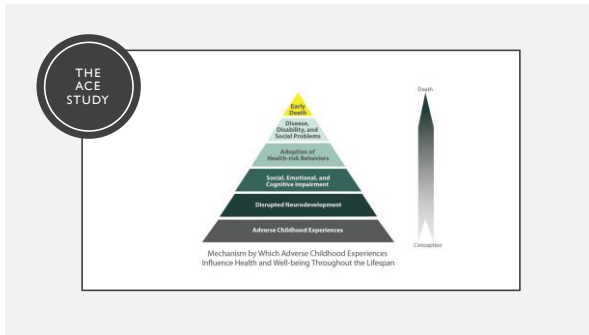 THE
ACE
STUDY
Early
Death
Disease,
Disability, and
Social Problems
Adoption of
Health-risk Behaviors
Social, Emotional, and
Cognitive Impairment
Disrupted Neurodevelopment
Adverse Childhood Experiences
Mechanism by Which Adverse Childhood Experiences
Influence Health and Well-being Throughout the Lifespan
Death
Conception